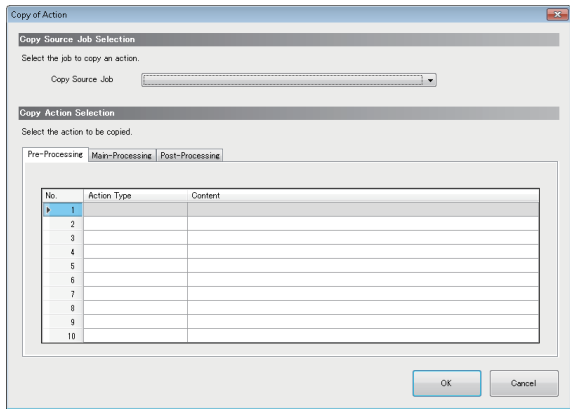 Copy of Action
Copy Source Job Selection
Select the job to copy an action.
Copy Source Job
Copy Action Selection
Select the action to be copied.
Pre-Processing Main-Processing Post-Processing
No. Action Type Content
1
2
3
4
5
6
7
8
9
10
OK Cancel